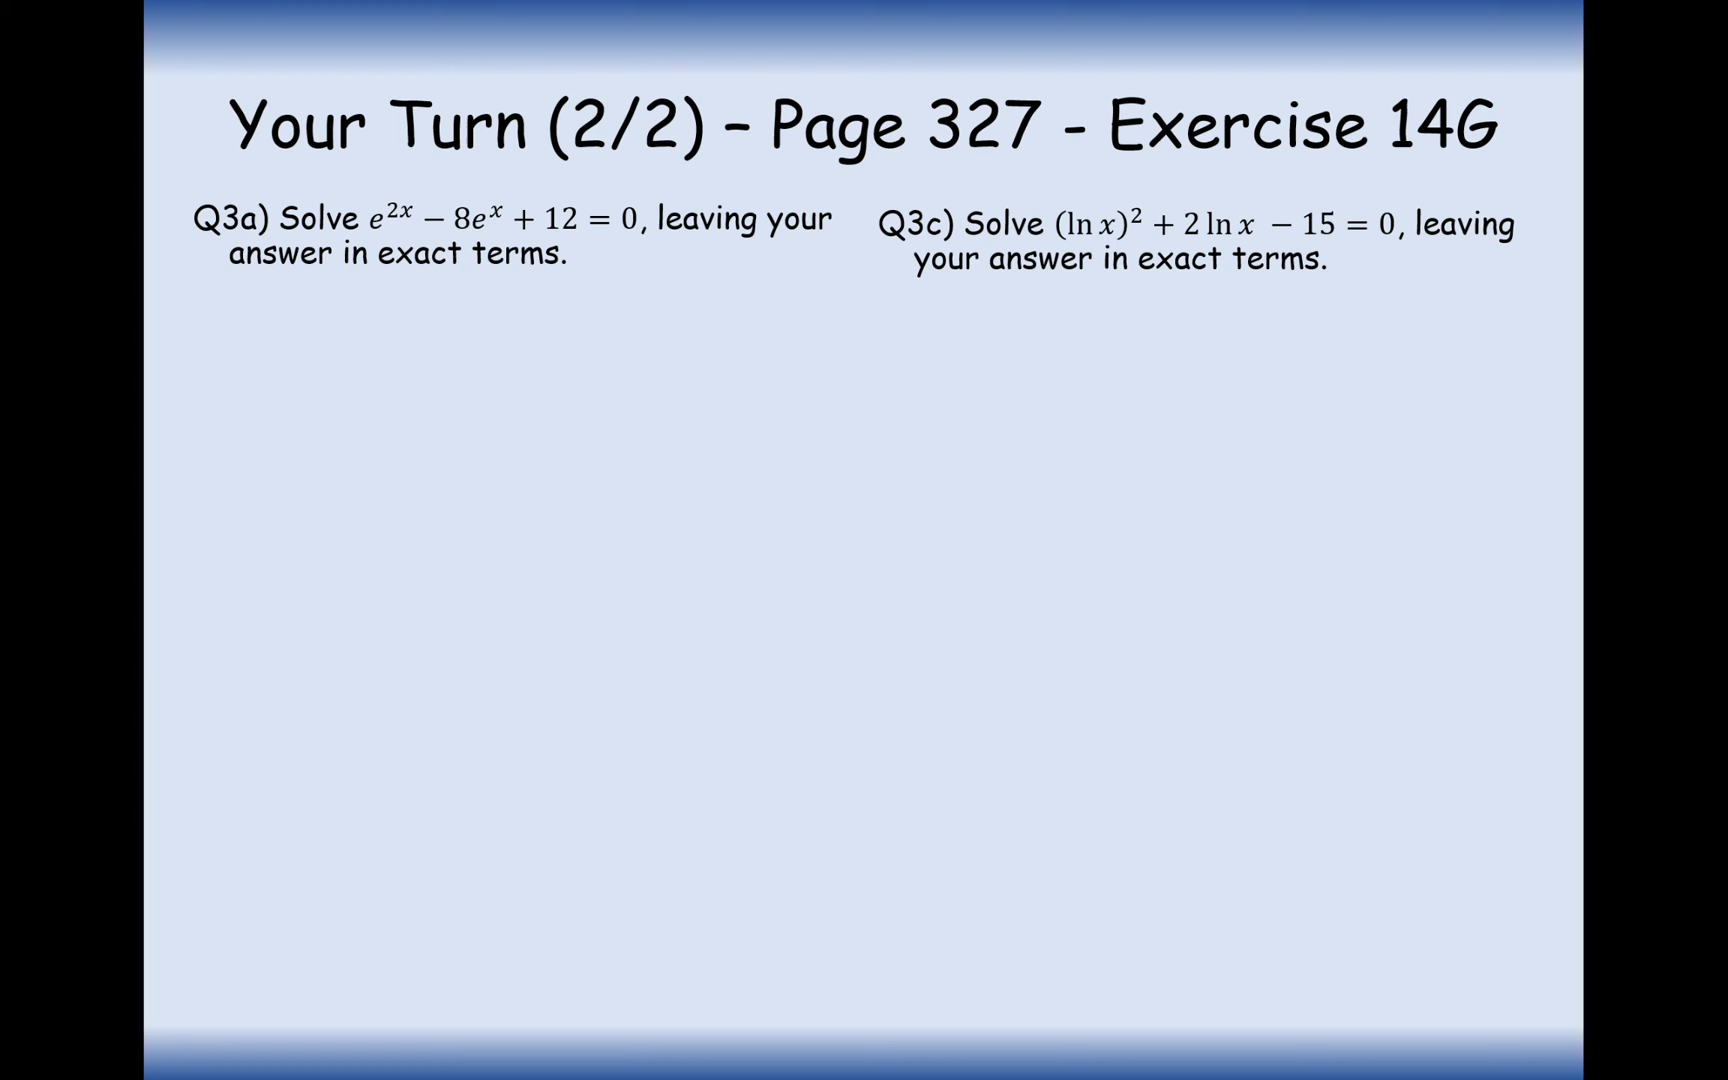 Your Turn (2/2) – Page 327 - Exercise 14G
Q3a) Solve $e^{2x} - 8e^x + 12 = 0$, leaving your
answer in exact terms.
Q3c) Solve $(\ln x)^2 + 2 \ln x - 15 = 0$, leaving
your answer in exact terms.